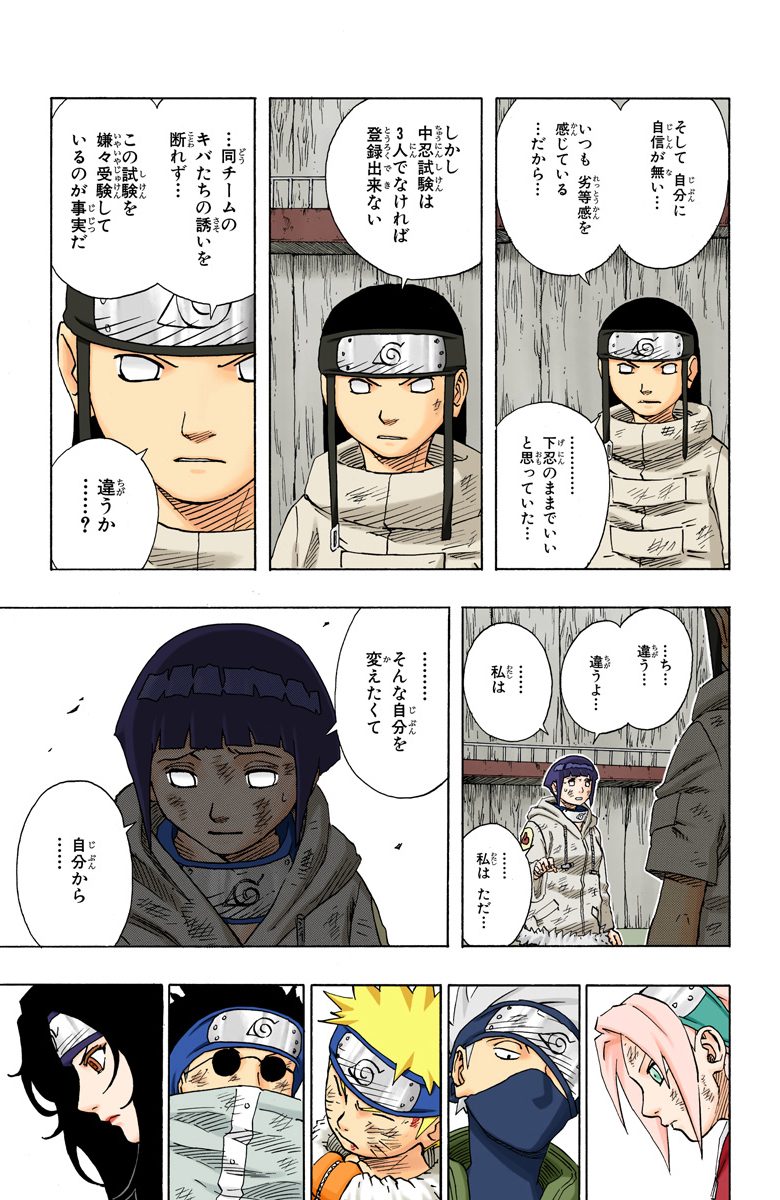 そして 自分に
自信が無い…
いつも 劣等感を
感じている
…だから…
…………
下忍のままでいい
と思っていた…
しかし
中忍試験は
3人でなければ
登録出来ない
…同チームの
キバたちの誘いを
断れず…
この試験を
嫌々受験して
いるのが事実だ
違うか
……?
…ち…
違う…
違うよ…
………
私は
………
私は ただ…
………
そんな自分を
変えたくて
自分から
……